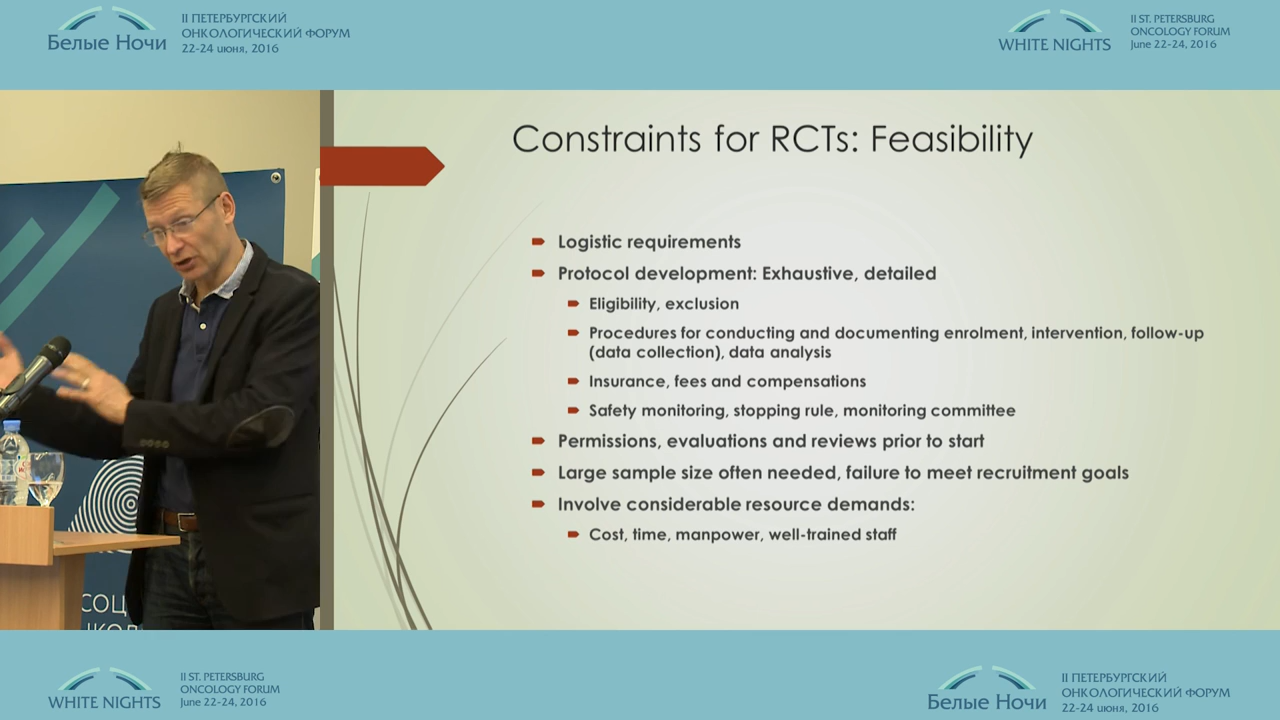 Белые Ночи
II ПЕТЕРБУРГСКИЙ
ОНКОЛОГИЧЕСКИЙ ФОРУМ
22-24 июня, 2016
WHITE NIGHTS
II ST. PETERSBURG
ONCOLOGY FORUM
June 22-24, 2016
Constraints for RCTs: Feasibility
Logistic requirements
Protocol development: Exhaustive, detailed
Eligibility, exclusion
Procedures for conducting and documenting enrolment, intervention, follow-up
(data collection), data analysis
Insurance, fees and compensations
Safety monitoring, stopping rule, monitoring committee
Permissions, evaluations and reviews prior to start
Large sample size often needed, failure to meet recruitment goals
Involve considerable resource demands:
Cost, time, manpower, well-trained staff
СОЦ
WHITE NIGHTS
II ST. PETERSBURG
ONCOLOGY FORUM
June 22-24, 2016
Белые Ночи
II ПЕТЕРБУРГСКИЙ
ОНКОЛОГИЧЕСКИЙ ФОРУМ
22-24 июня, 2016